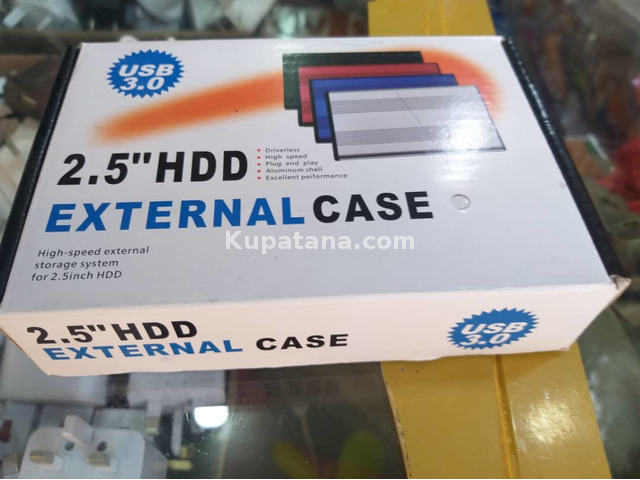 USB
3.0
2.5"HDD
• Driverless
• High speed
• Plug and play
• Aluminum shell
• Excellent performance
EXTERNAL CASE
Kupatana.com
High-speed external
storage system
for 2.5inch HDD
2.5"HDD
EXTERNAL CASE
USB
3.0